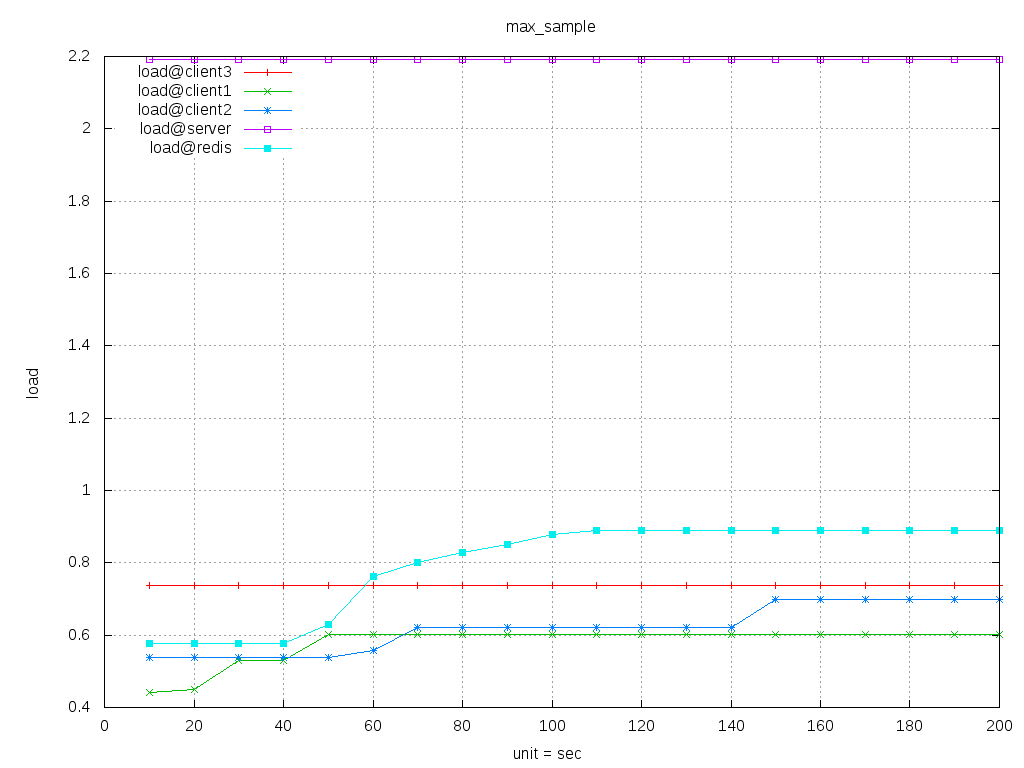 max_sample
2.2
2
1.8
1.6
1.4
1.2
1
0.8
0.6
0.4
load
load@client3
load@client1
load@client2
load@server
load@redis
0 20 40 60 80 100 120 140 160 180 200
unit = sec